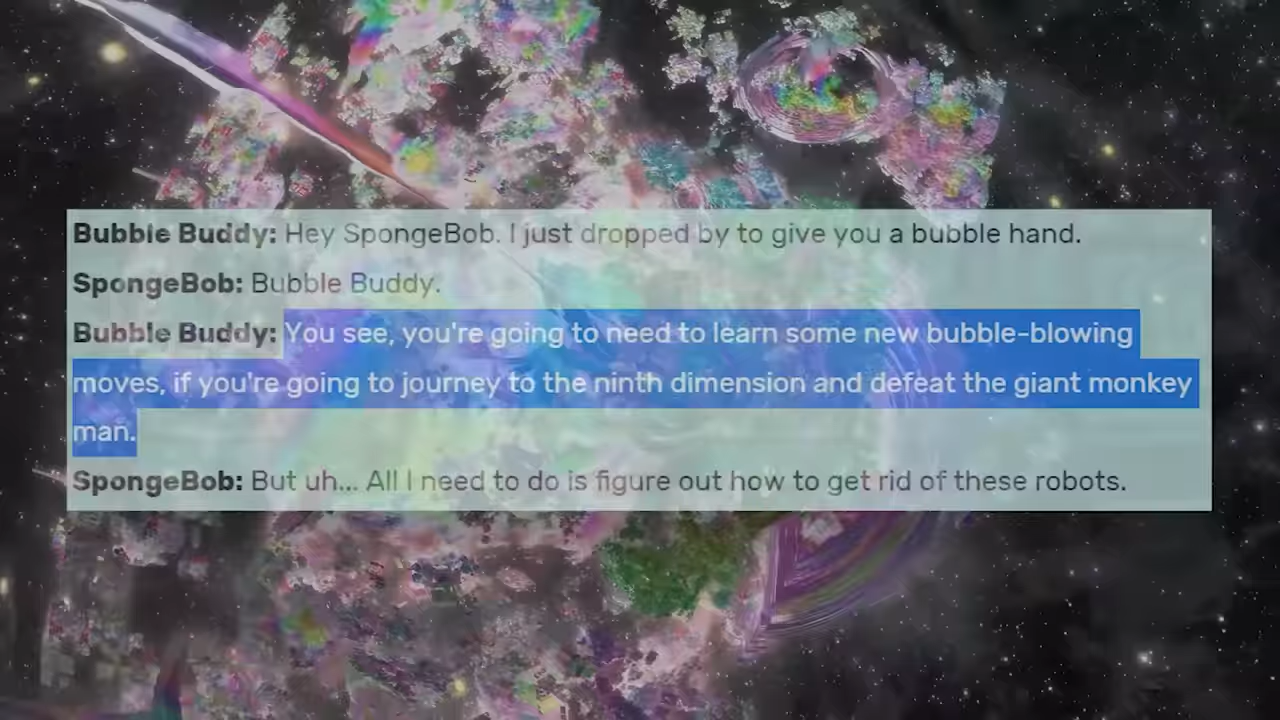 Bubble Buddy: Hey SpongeBob. I just dropped by to give you a bubble hand.
SpongeBob: Bubble Buddy.
Bubble Buddy: You see, you're going to need to learn some new bubble-blowing
moves, if you're going to journey to the ninth dimension and defeat the giant monkey
man.
SpongeBob: But uh... All I need to do is figure out how to get rid of these robots.